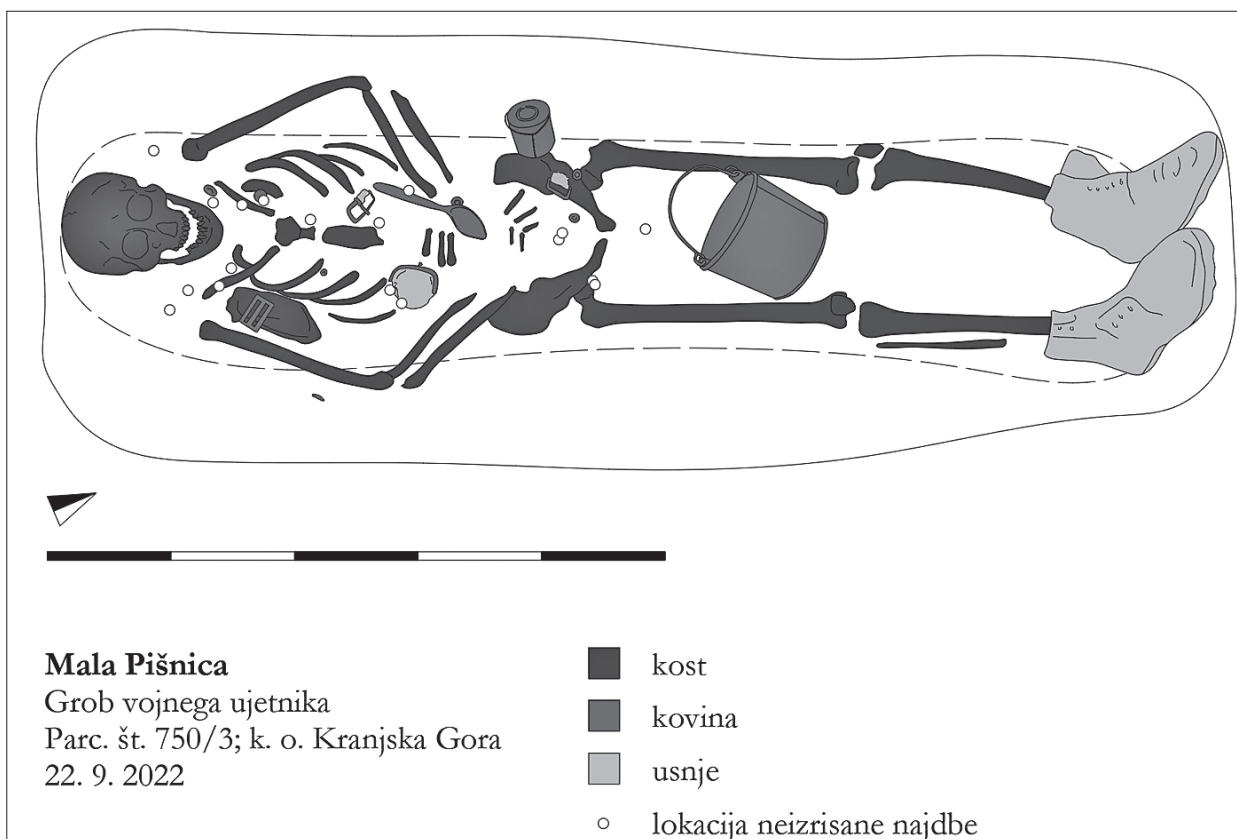 Mala Pišnica
Grob vojnega ujetnika
Parc. št. 750/3; k. o. Kranjska Gora
22. 9. 2022
kost
kovina
usnje
lokacija neizrisane najdbe